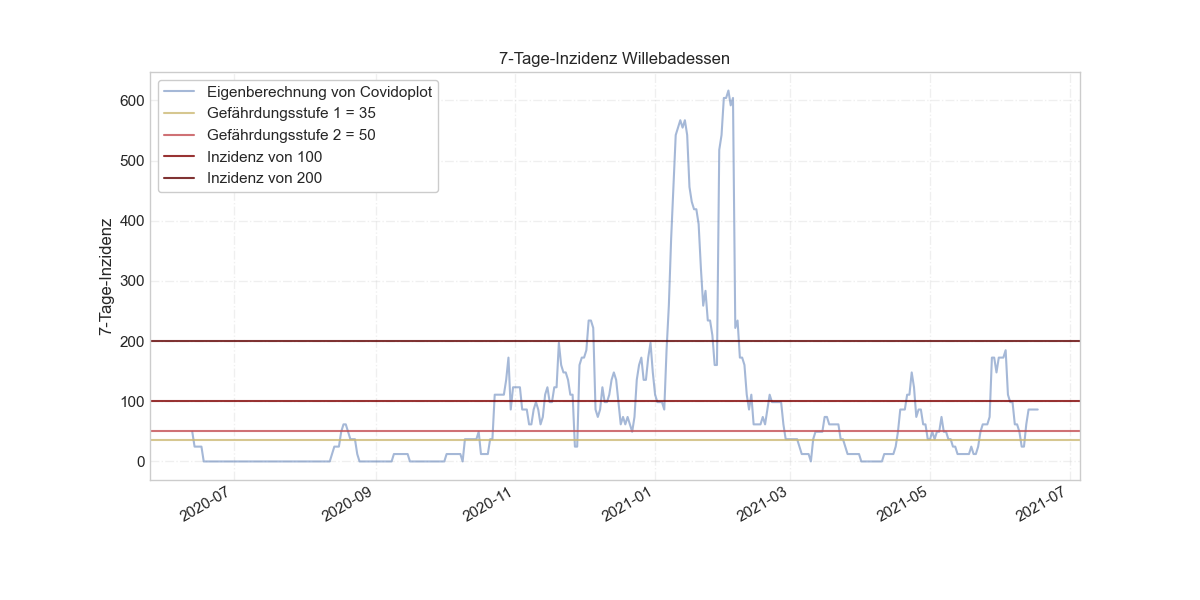 7-Tage-Inzidenz Willebadessen
Eigenberechnung von Covidoplot
Gefährdungsstufe 1 = 35
Gefährdungsstufe 2 = 50
Inzidenz von 100
Inzidenz von 200
7-Tage-Inzidenz
600
500
400
300
200
100
0
2020-07
2020-09
2020-11
2021-01
2021-03
2021-05
2021-07